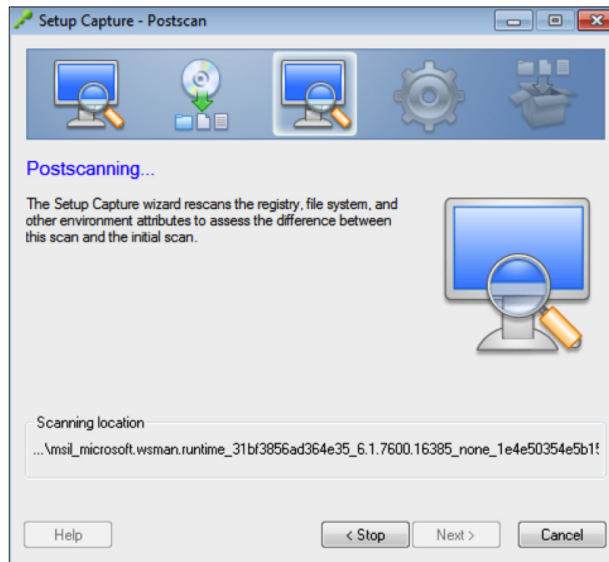 Setup Capture - Postscan
Postscanning...
The Setup Capture wizard rescans the registry, file system, and
other environment attributes to assess the difference between
this scan and the initial scan.
Scanning location
...\msil_microsoft.wsman.runtime_31bf3856ad364e35_6.1.7600.16385_none_1e4e50354e5b15
Help
< Stop
Next >
Cancel